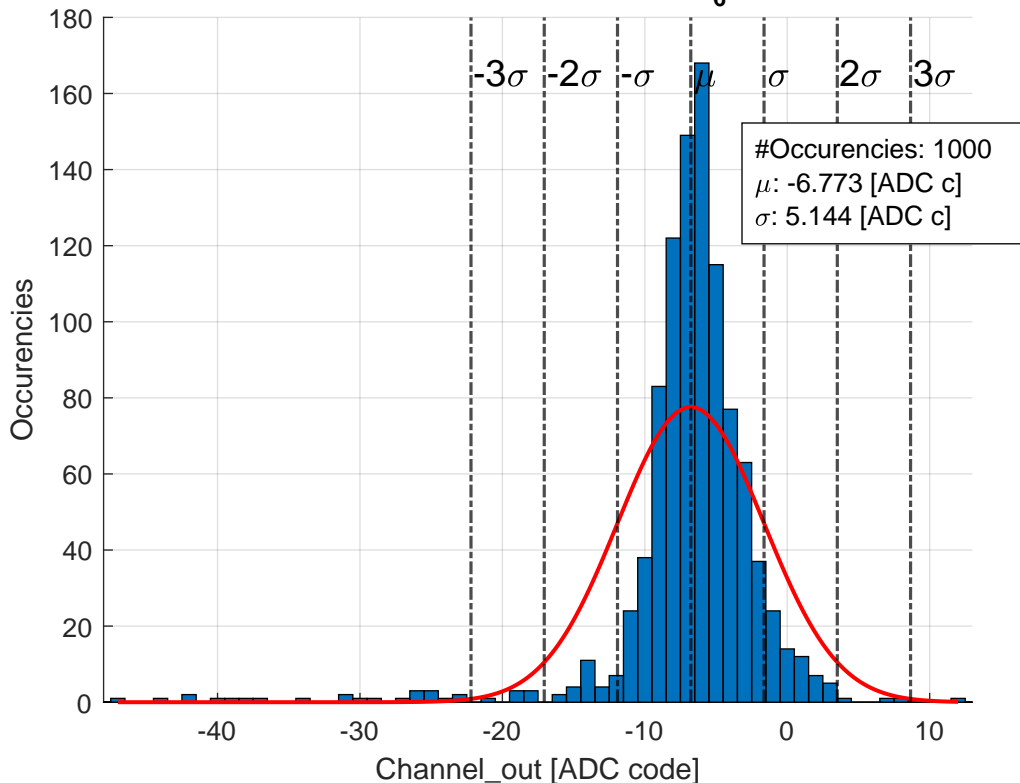 6
180
160
140
120
100
80
60
40
20
0
-3σ -2σ -σ μ σ 2σ 3σ
#Occurencies: 1000
μ: -6.773 [ADC c]
σ: 5.144 [ADC c]
Occurencies
-40 -30 -20 -10 0 10
Channel_out [ADC code]